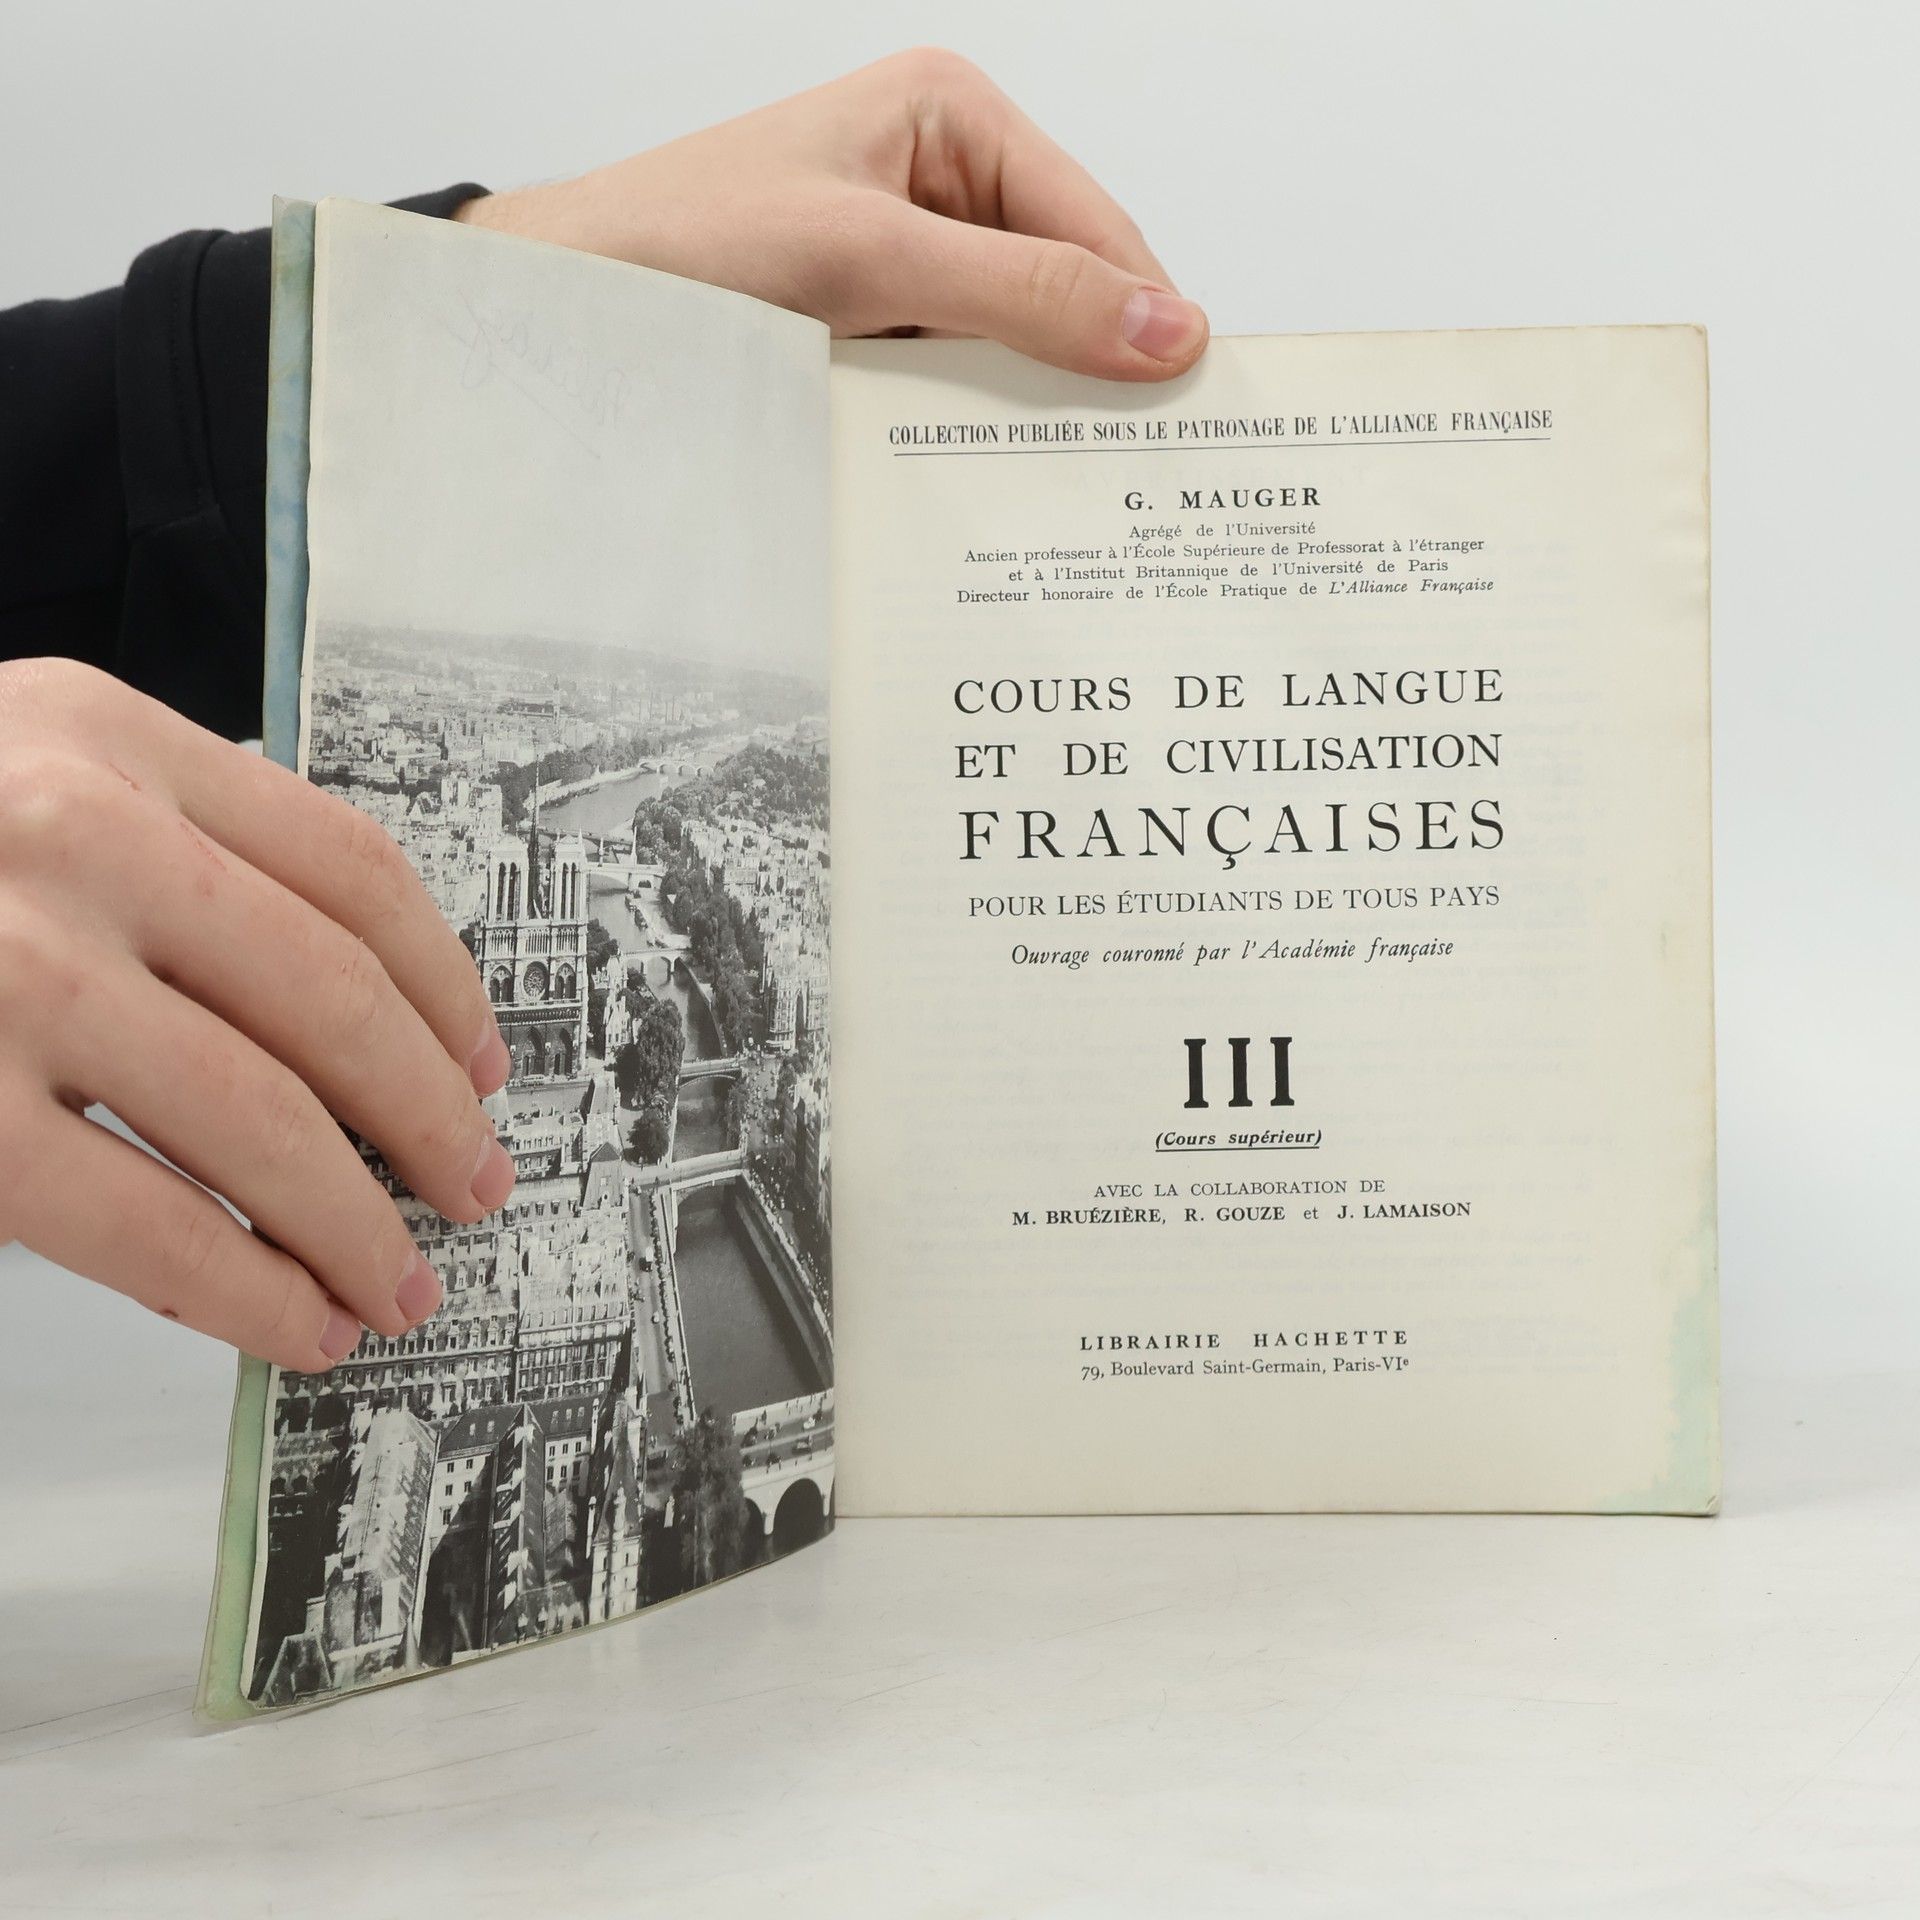 COLLECTION PUBLIÉE SOUS LE PATRONAGE DE L'ALLIANCE FRANÇAISE
G. MAUGER
Agrégé de l'Université
Ancien professeur à l'École Supérieure de Professorat à l'étranger
et à l'Institut Britannique de l'Université de Paris
Directeur honoraire de l'École Pratique de L'Alliance Française
COURS DE LANGUE
ET DE CIVILISATION
FRANÇAISES
POUR LES ÉTUDIANTS DE TOUS PAYS
Ouvrage couronné par l'Académie française
III
(Cours supérieur)
AVEC LA COLLABORATION DE
M. BRUÉZIÈRE, R. GOUZE et J. LAMAISON
LIBRAIRIE HACHETTE
79, Boulevard Saint-Germain, Paris-VIe